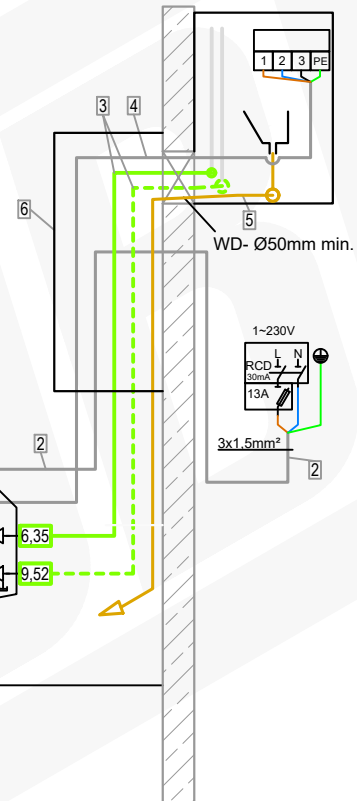 1 2 3 PE
3
4
6
5
WD- Ø50mm min.
1~230V
L N
RCD
30mA
13A
3x1,5mm²
2
2
6,35
9,52